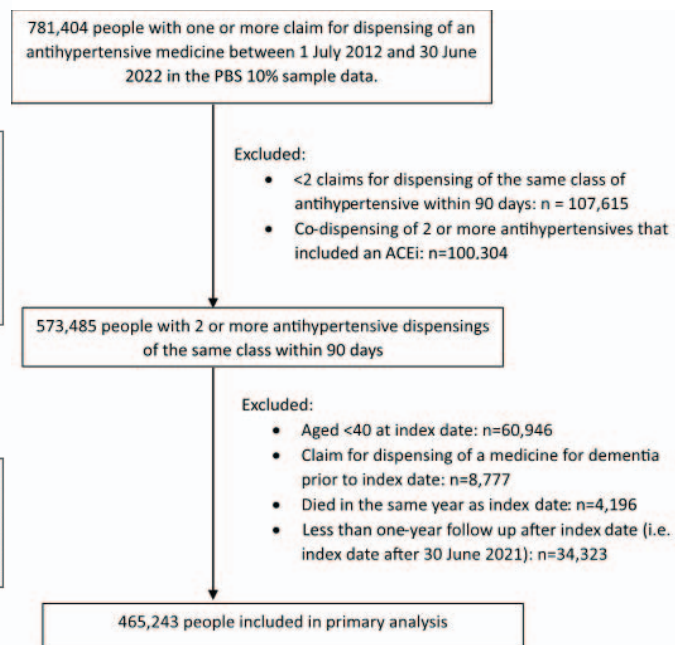 781,404 people with one or more claim for dispensing of an
antihypertensive medicine between 1 July 2012 and 30 June
2022 in the PBS 10% sample data.
Excluded:
• <2 claims for dispensing of the same class of
antihypertensive within 90 days: n = 107,615
• Co-dispensing of 2 or more antihypertensives that
included an ACEi: n=100,304
573,485 people with 2 or more antihypertensive dispensings
of the same class within 90 days
Excluded:
• Aged <40 at index date: n=60,946
• Claim for dispensing of a medicine for dementia
prior to index date: n=8,777
• Died in the same year as index date: n=4,196
• Less than one-year follow up after index date (i.e.
index date after 30 June 2021): n=34,323
465,243 people included in primary analysis